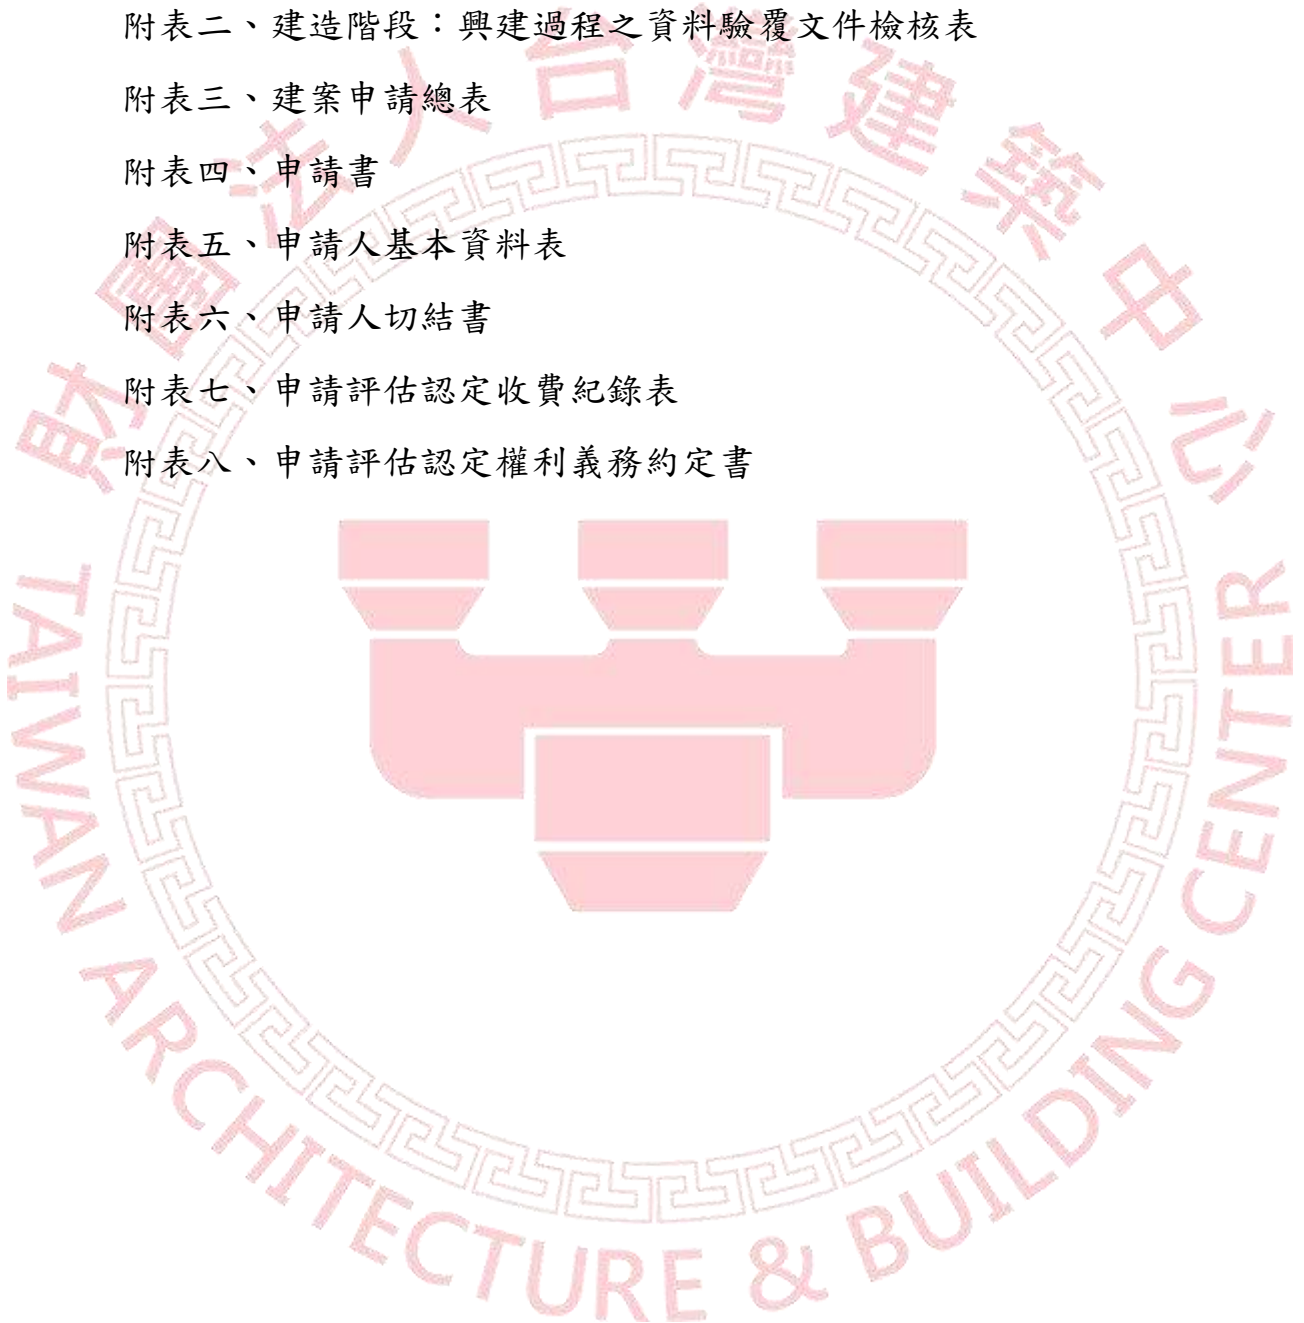 附表二、建造階段：興建過程之資料驗覆文件檢核表
附表三、建案申請總表
附表四、申請書
附表五、申請人基本資料表
附表六、申請人切結書
附表七、申請評估認定收費紀錄表
附表八、申請評估認定權利義務約定書
財團法人台灣建築中心
TAIWAN ARCHITECTURE & BUILDING CENTER